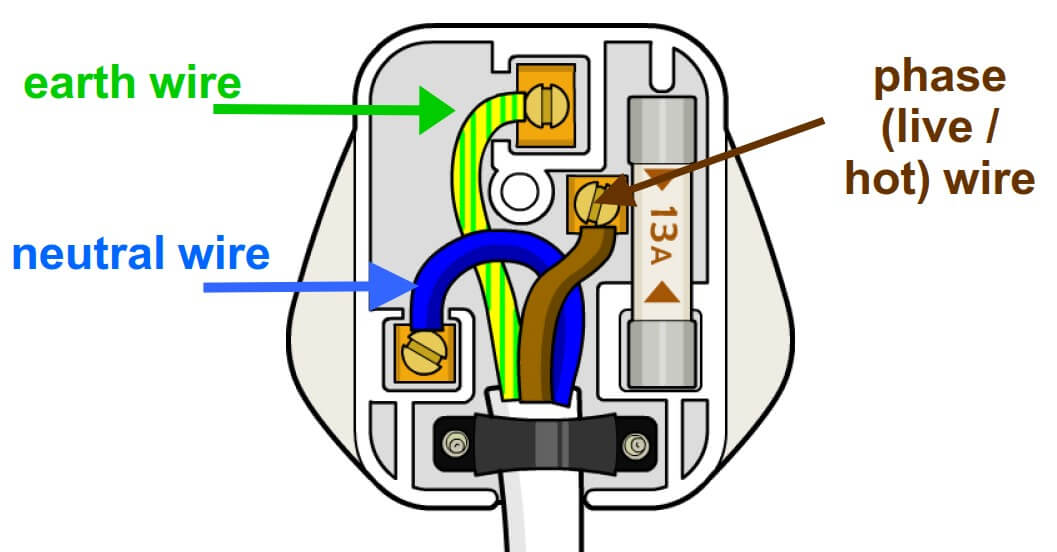 earth wire
phase
(live /
hot) wire
neutral wire
13A